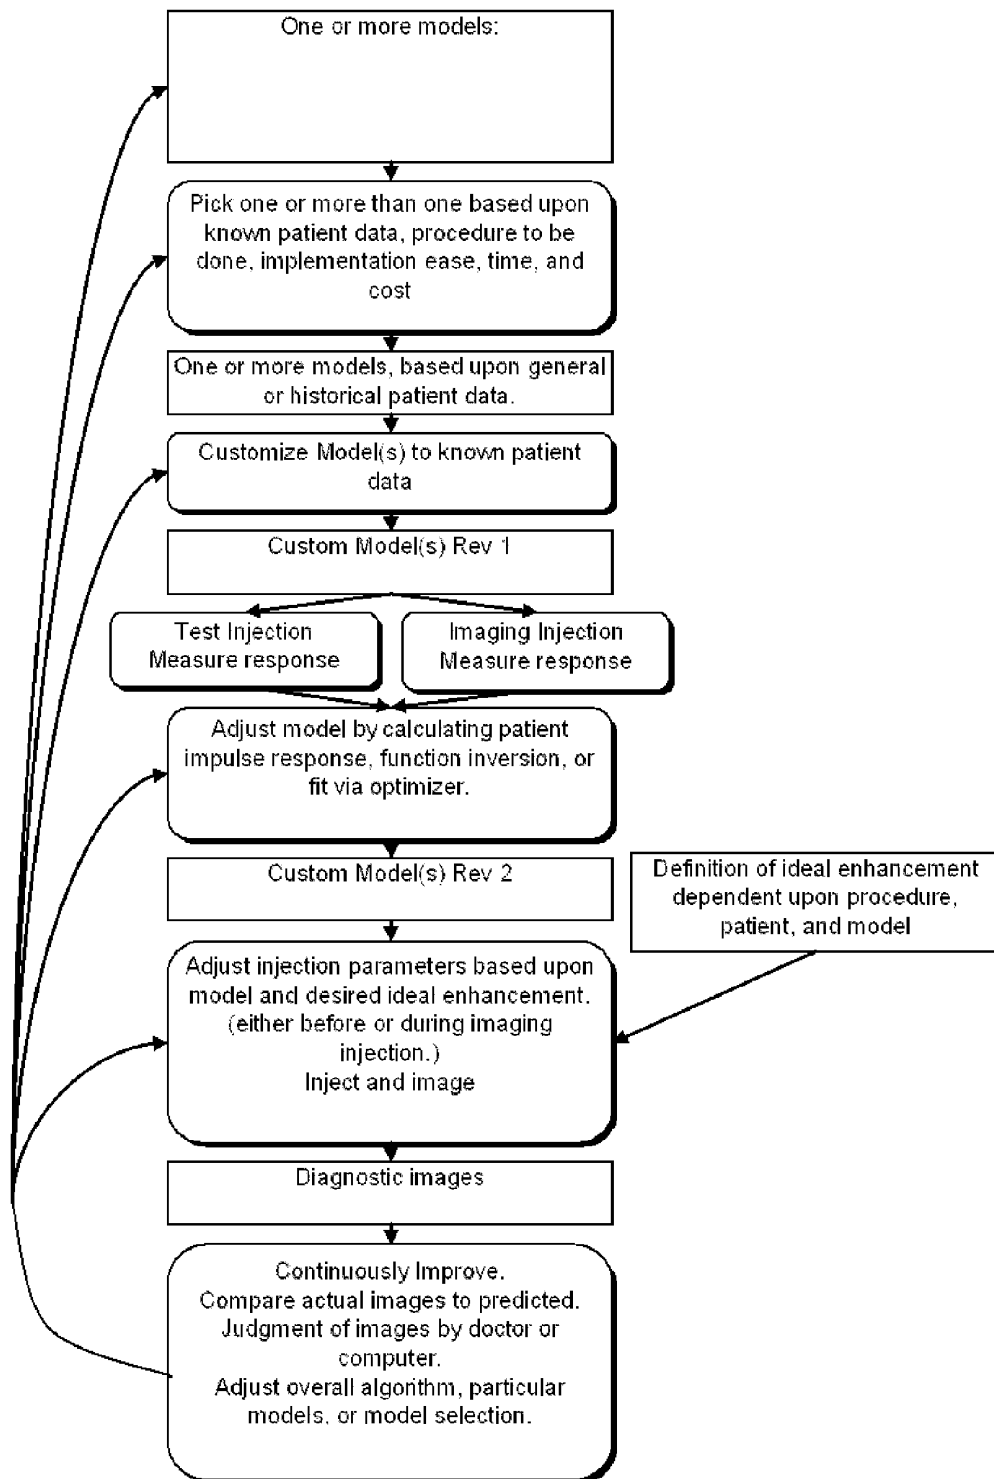 One or more models:
Pick one or more than one based upon
known patient data, procedure to be
done, implementation ease, time, and
cost
One or more models, based upon general
or historical patient data.
Customize Model(s) to known patient
data
Custom Model(s) Rev 1
Test Injection
Measure response
Imaging Injection
Measure response
Adjust model by calculating patient
impulse response, function inversion, or
fit via optimizer.
Custom Model(s) Rev 2
Definition of ideal enhancement
dependent upon procedure,
patient, and model
Adjust injection parameters based upon
model and desired ideal enhancement.
(either before or during imaging
injection.)
Inject and image
Diagnostic images
Continuously Improve.
Compare actual images to predicted.
Judgment of images by doctor or
computer.
Adjust overall algorithm, particular
models, or model selection.